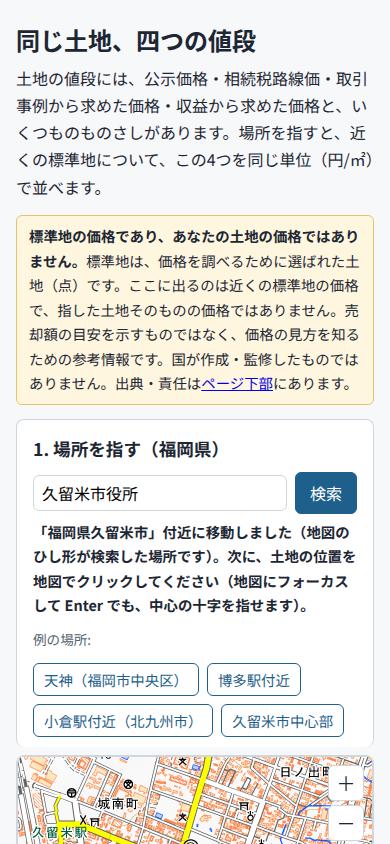 同じ土地、四つの値段
土地の値段には、公示価格・相続税路線価・取引
事例から求めた価格・収益から求めた価格と、い
くつものものさしがあります。場所を指すと、近
くの標準地について、この4つを同じ単位（円/㎡）
で並べます。
標準地の価格であり、あなたの土地の価格ではあり
ません。標準地は、価格を調べるために選ばれた土
地（点）です。ここに出るのは近くの標準地の価格
で、指した土地そのものの価格ではありません。売
却額の目安を示すものではなく、価格の見方を知る
ための参考情報です。国が作成・監修したものでは
ありません。出典・責任はページ下部にあります。
1. 場所を指す（福岡県）
久留米市役所
検索
「福岡県久留米市」付近に移動しました（地図の
ひし形が検索した場所です）。次に、土地の位置を
地図でクリックしてください（地図にフォーカス
して Enter でも、中心の十字を指せます）。
例の場所:
天神（福岡市中央区）
博多駅付近
小倉駅付近（北九州市）
久留米市中心部
日ノ出町
+
城南町
−
久留米駅